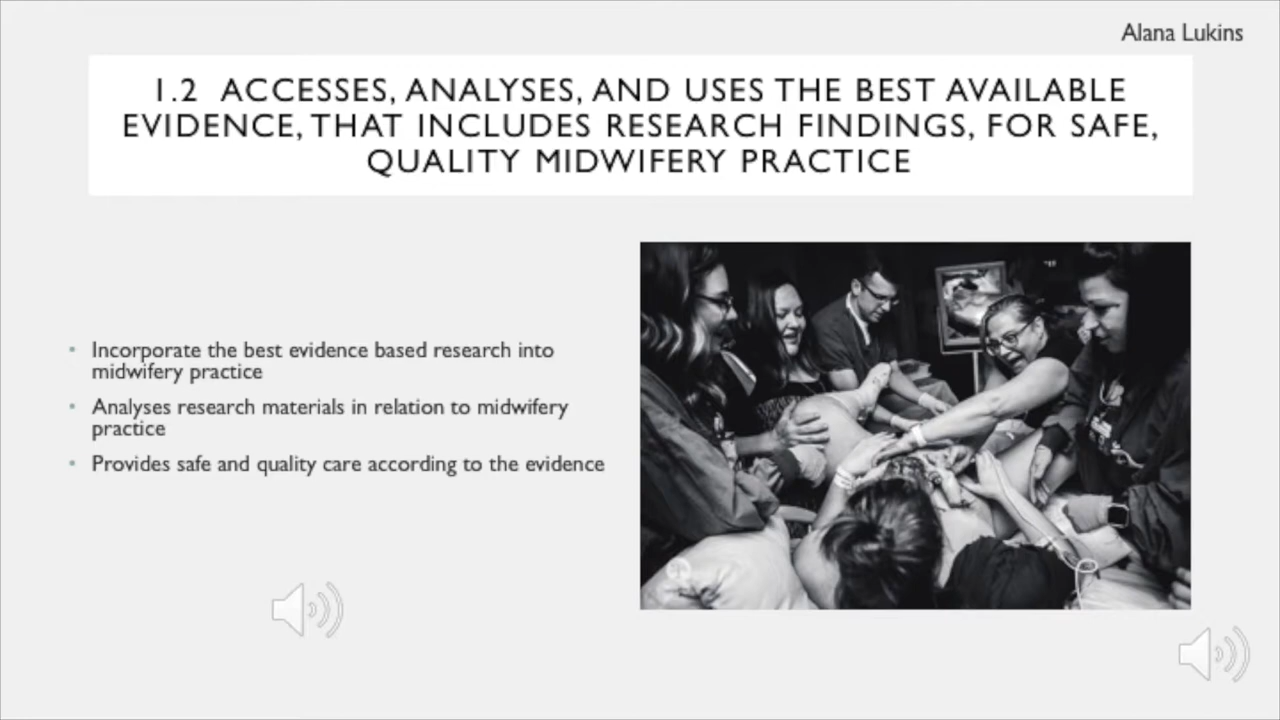 Alana Lukins
1.2 ACCESSES, ANALYSES, AND USES THE BEST AVAILABLE
EVIDENCE, THAT INCLUDES RESEARCH FINDINGS, FOR SAFE,
QUALITY MIDWIFERY PRACTICE
• Incorporate the best evidence based research into
midwifery practice
• Analyses research materials in relation to midwifery
practice
• Provides safe and quality care according to the evidence